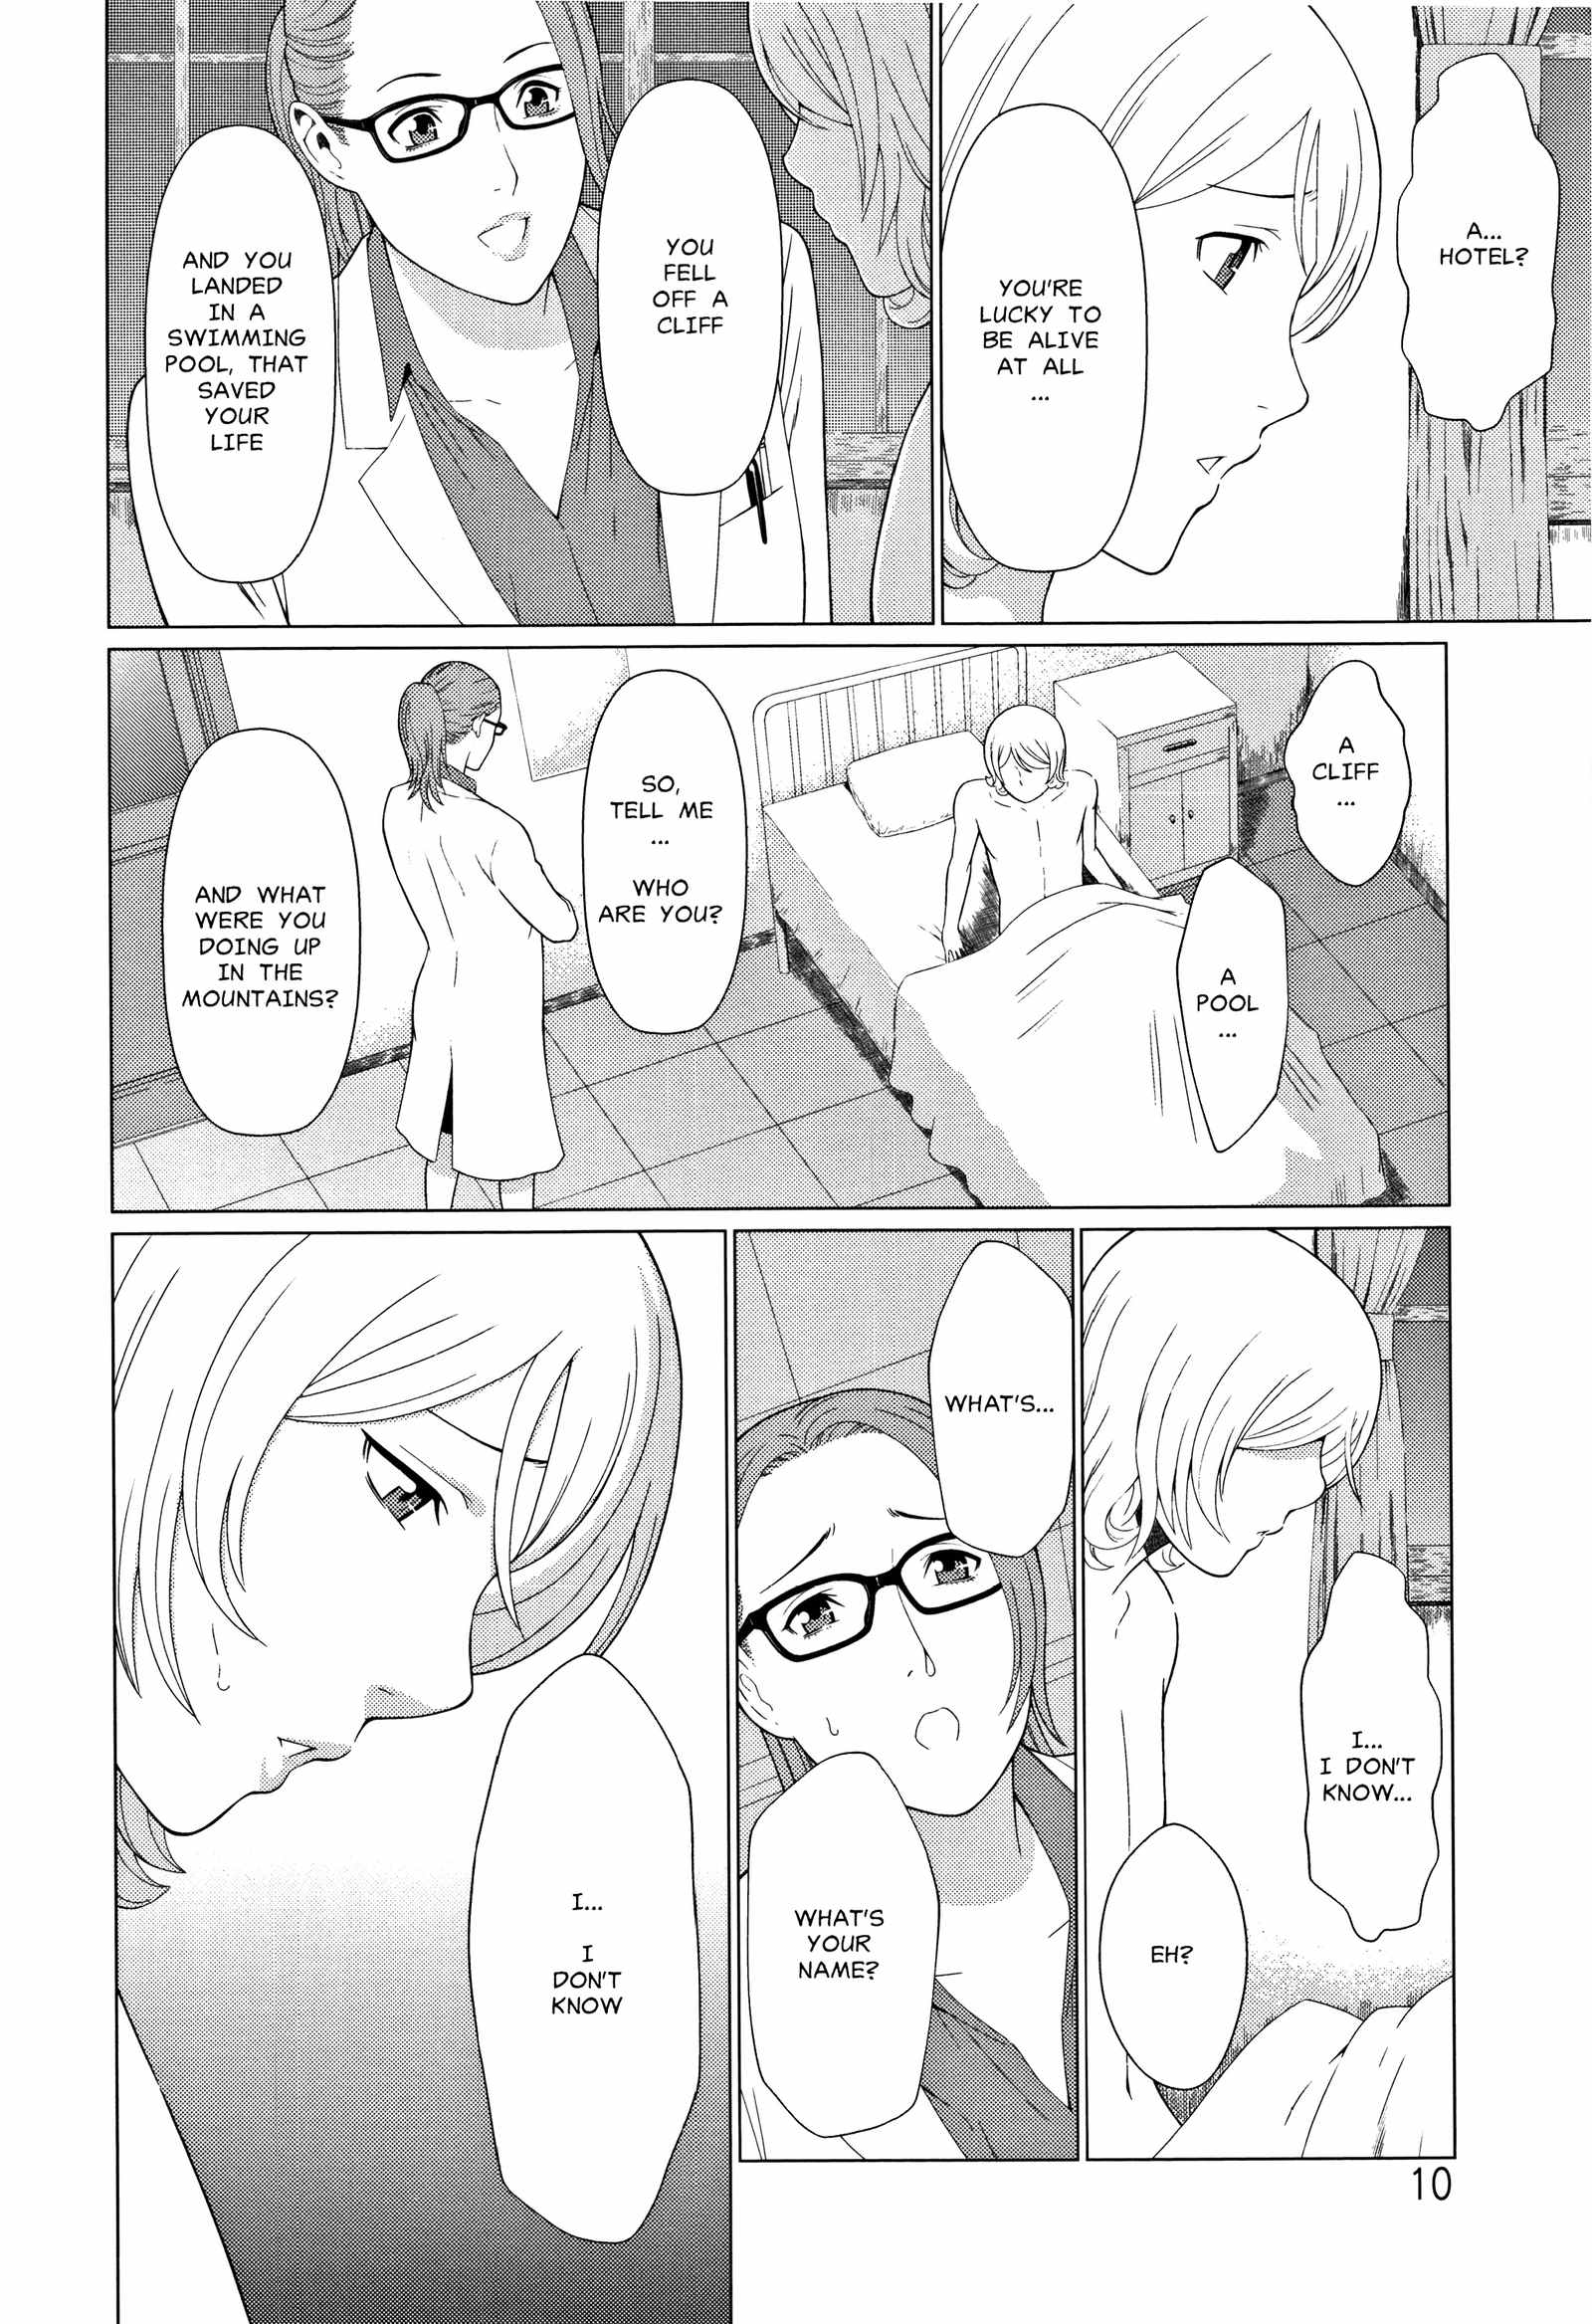 A...
HOTEL?
YOU'RE
LUCKY TO
BE ALIVE
AT ALL
...
YOU
FELL
OFF A
CLIFF
AND YOU
LANDED
IN A
SWIMMING
POOL, THAT
SAVED
YOUR
LIFE
A
CLIFF
...
A
POOL
...
SO,
TELL ME
...
WHO
ARE YOU?
AND WHAT
WERE YOU
DOING UP
IN THE
MOUNTAINS?
I...
I DON'T
KNOW...
EH?
WHAT'S...
WHAT'S
YOUR
NAME?
I...
I
DON'T
KNOW
10